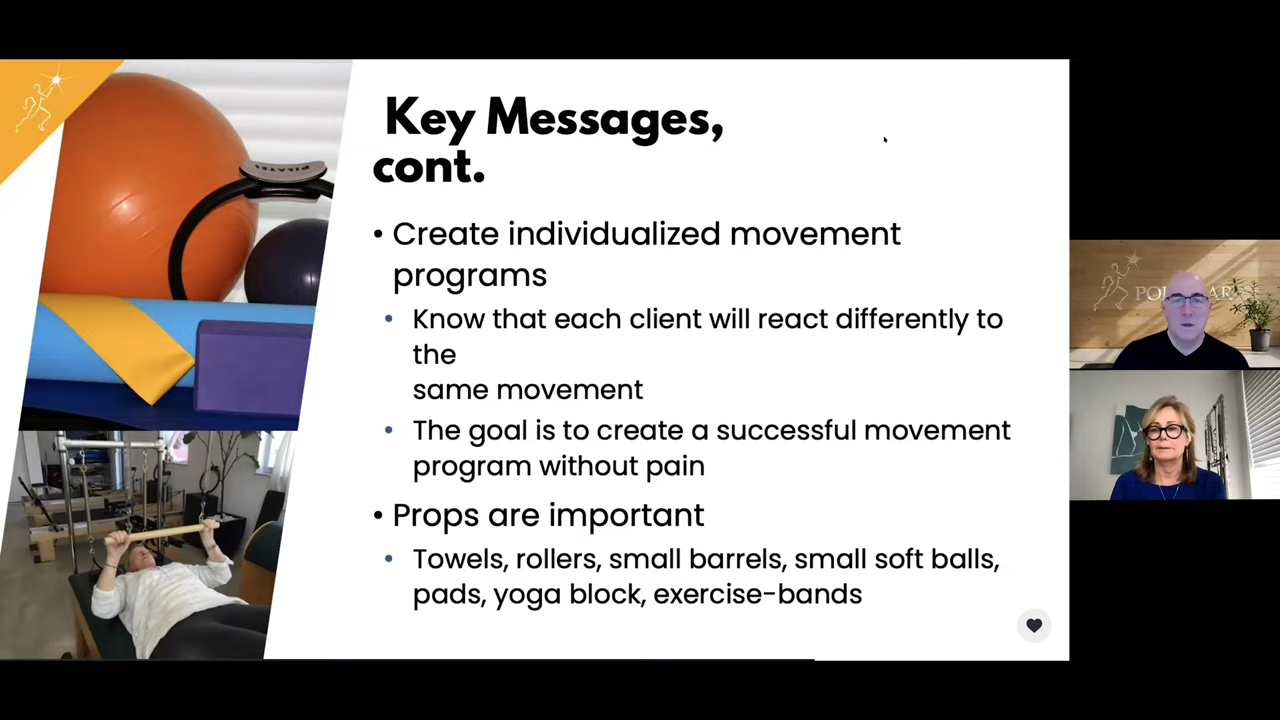 Key Messages,
cont.
• Create individualized movement
programs
• Know that each client will react differently to
the
same movement
• The goal is to create a successful movement
program without pain
• Props are important
• Towels, rollers, small barrels, small soft balls,
pads, yoga block, exercise-bands
PILATES